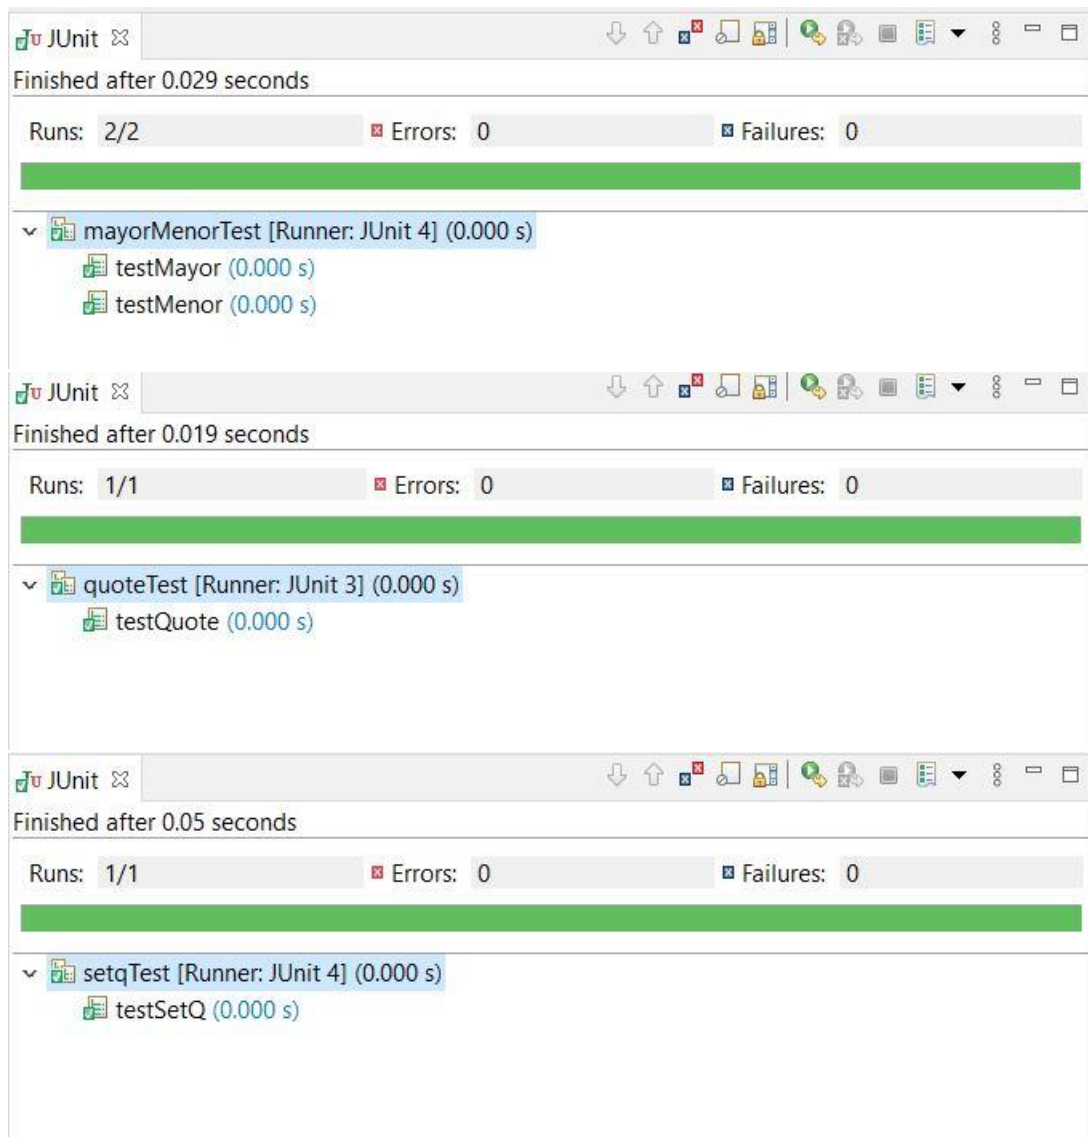 JUnit
Finished after 0.029 seconds
Runs: 2/2 Errors: 0 Failures: 0
mayorMenorTest [Runner: JUnit 4] (0.000 s)
testMayor (0.000 s)
testMenor (0.000 s)
JUnit
Finished after 0.019 seconds
Runs: 1/1 Errors: 0 Failures: 0
quoteTest [Runner: JUnit 3] (0.000 s)
testQuote (0.000 s)
JUnit
Finished after 0.05 seconds
Runs: 1/1 Errors: 0 Failures: 0
setqTest [Runner: JUnit 4] (0.000 s)
testSetQ (0.000 s)